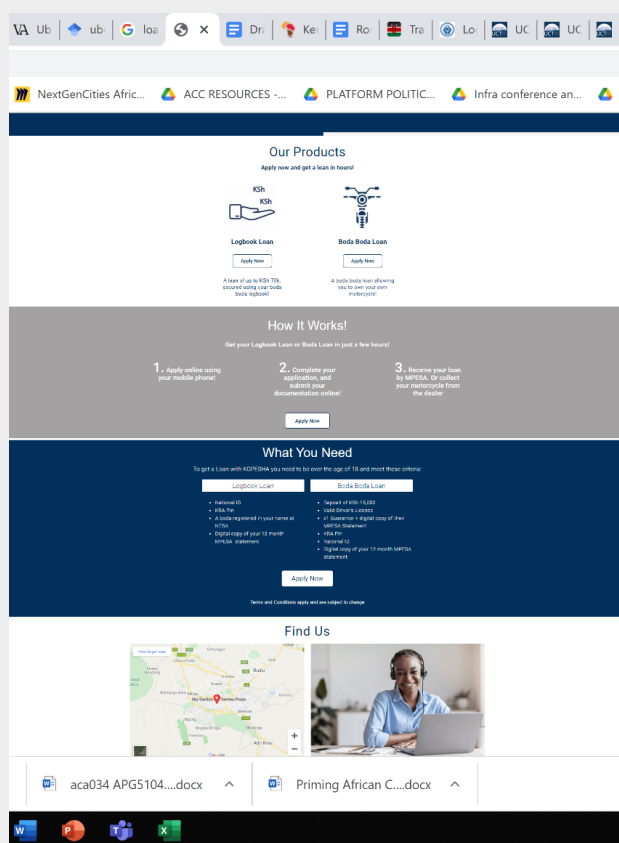 VA Ub
ub
G loa
Dr
Ke
Ro
Tra
Lo
UC
UC
NextGenCities Afric...
ACC RESOURCES -...
PLATFORM POLITIC...
Infra conference an...
Our Products
Apply now and get a loan in hours!
KSh
KSh
Logbook Loan
Boda Boda Loan
Apply Now
Apply Now
A loan of up to KSh 70k,
secured using your boda
boda logbook!
A boda boda loan allowing
you to own your own
motorcycle!
How It Works!
Get your Logbook Loan or Boda Loan in just a few hours!
1. Apply online using
your mobile phone!
2. Complete your
application, and
submit your
documentation online!
3. Receive your loan
by MPESA. Or collect
your motorcycle from
the dealer
Apply Now
What You Need
To get a Loan with KOPESHA you need to be over the age of 18 and meet these criteria:
Logbook Loan
• National ID
• KRA Pin
• A boda registered in your name at
NTSA
• Digital copy of your 12 month
MPESA statement
Boda Boda Loan
• Deposit of KSh 15,000
• Valid Driver's Licence
• x1 Guarantor + digital copy of their
MPESA Statement
• KRA Pin
• National ID
• Digital copy of your 12 month MPESA
statement
Apply Now
Terms and Conditions apply and are subject to change.
Find Us
View larger map
+
−
aca034 APG5104....docx
Priming African C....docx